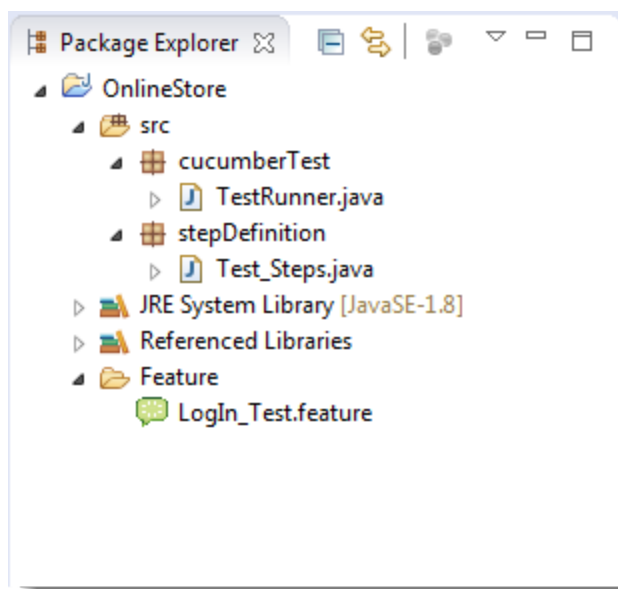 Package Explorer
OnlineStore
src
cucumberTest
TestRunner.java
stepDefinition
Test_Steps.java
JRE System Library [JavaSE-1.8]
Referenced Libraries
Feature
LogIn_Test.feature